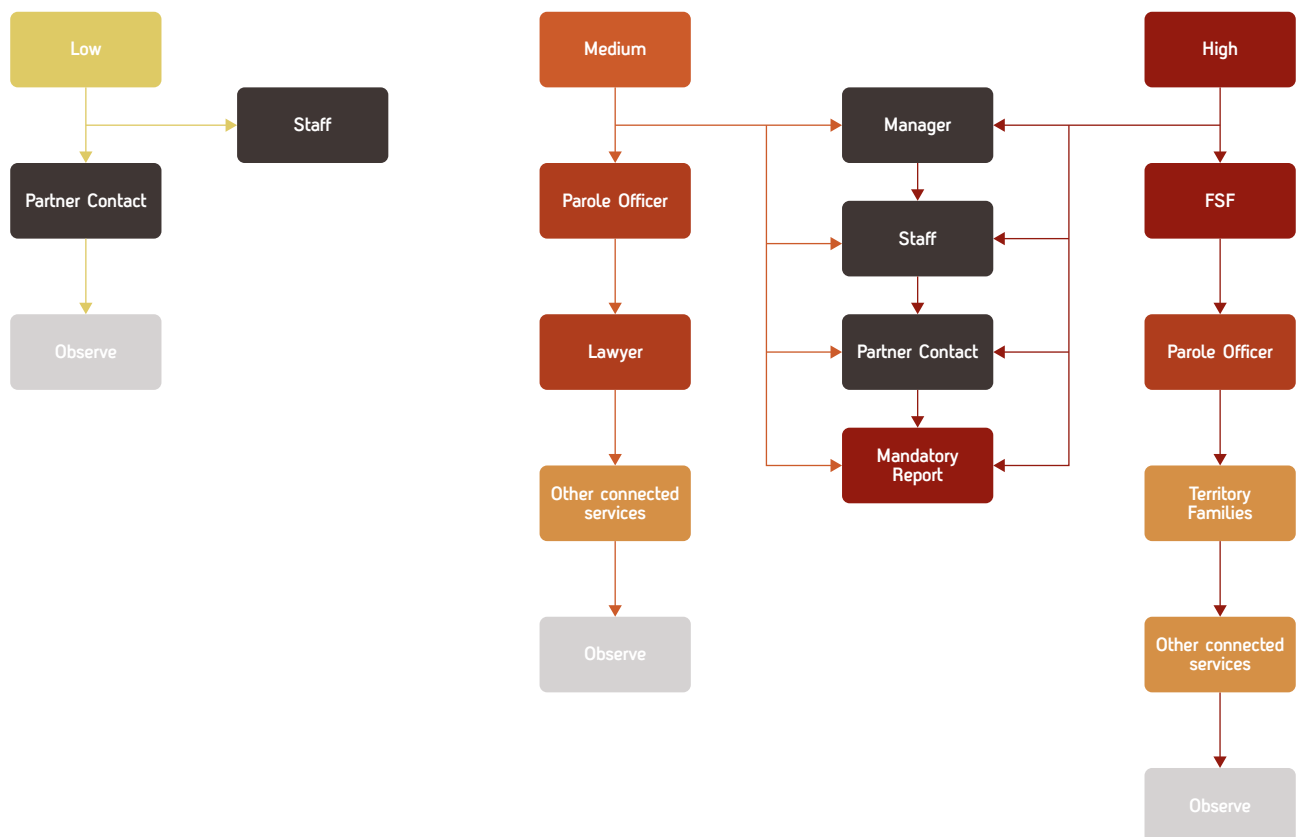 Low
Staff
Partner Contact
Observe
Medium
Parole Officer
Lawyer
Other connected
services
Observe
Manager
Staff
Partner Contact
Mandatory
Report
High
FSF
Parole Officer
Territory
Families
Other connected
services
Observe